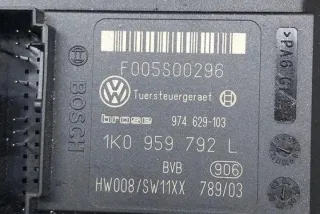 F005S00296
Tuersteuergeraet
brose 974 629-103
1K0 959 792 L
BVB 906
HW008/SW11XX 789/03
BOSCH